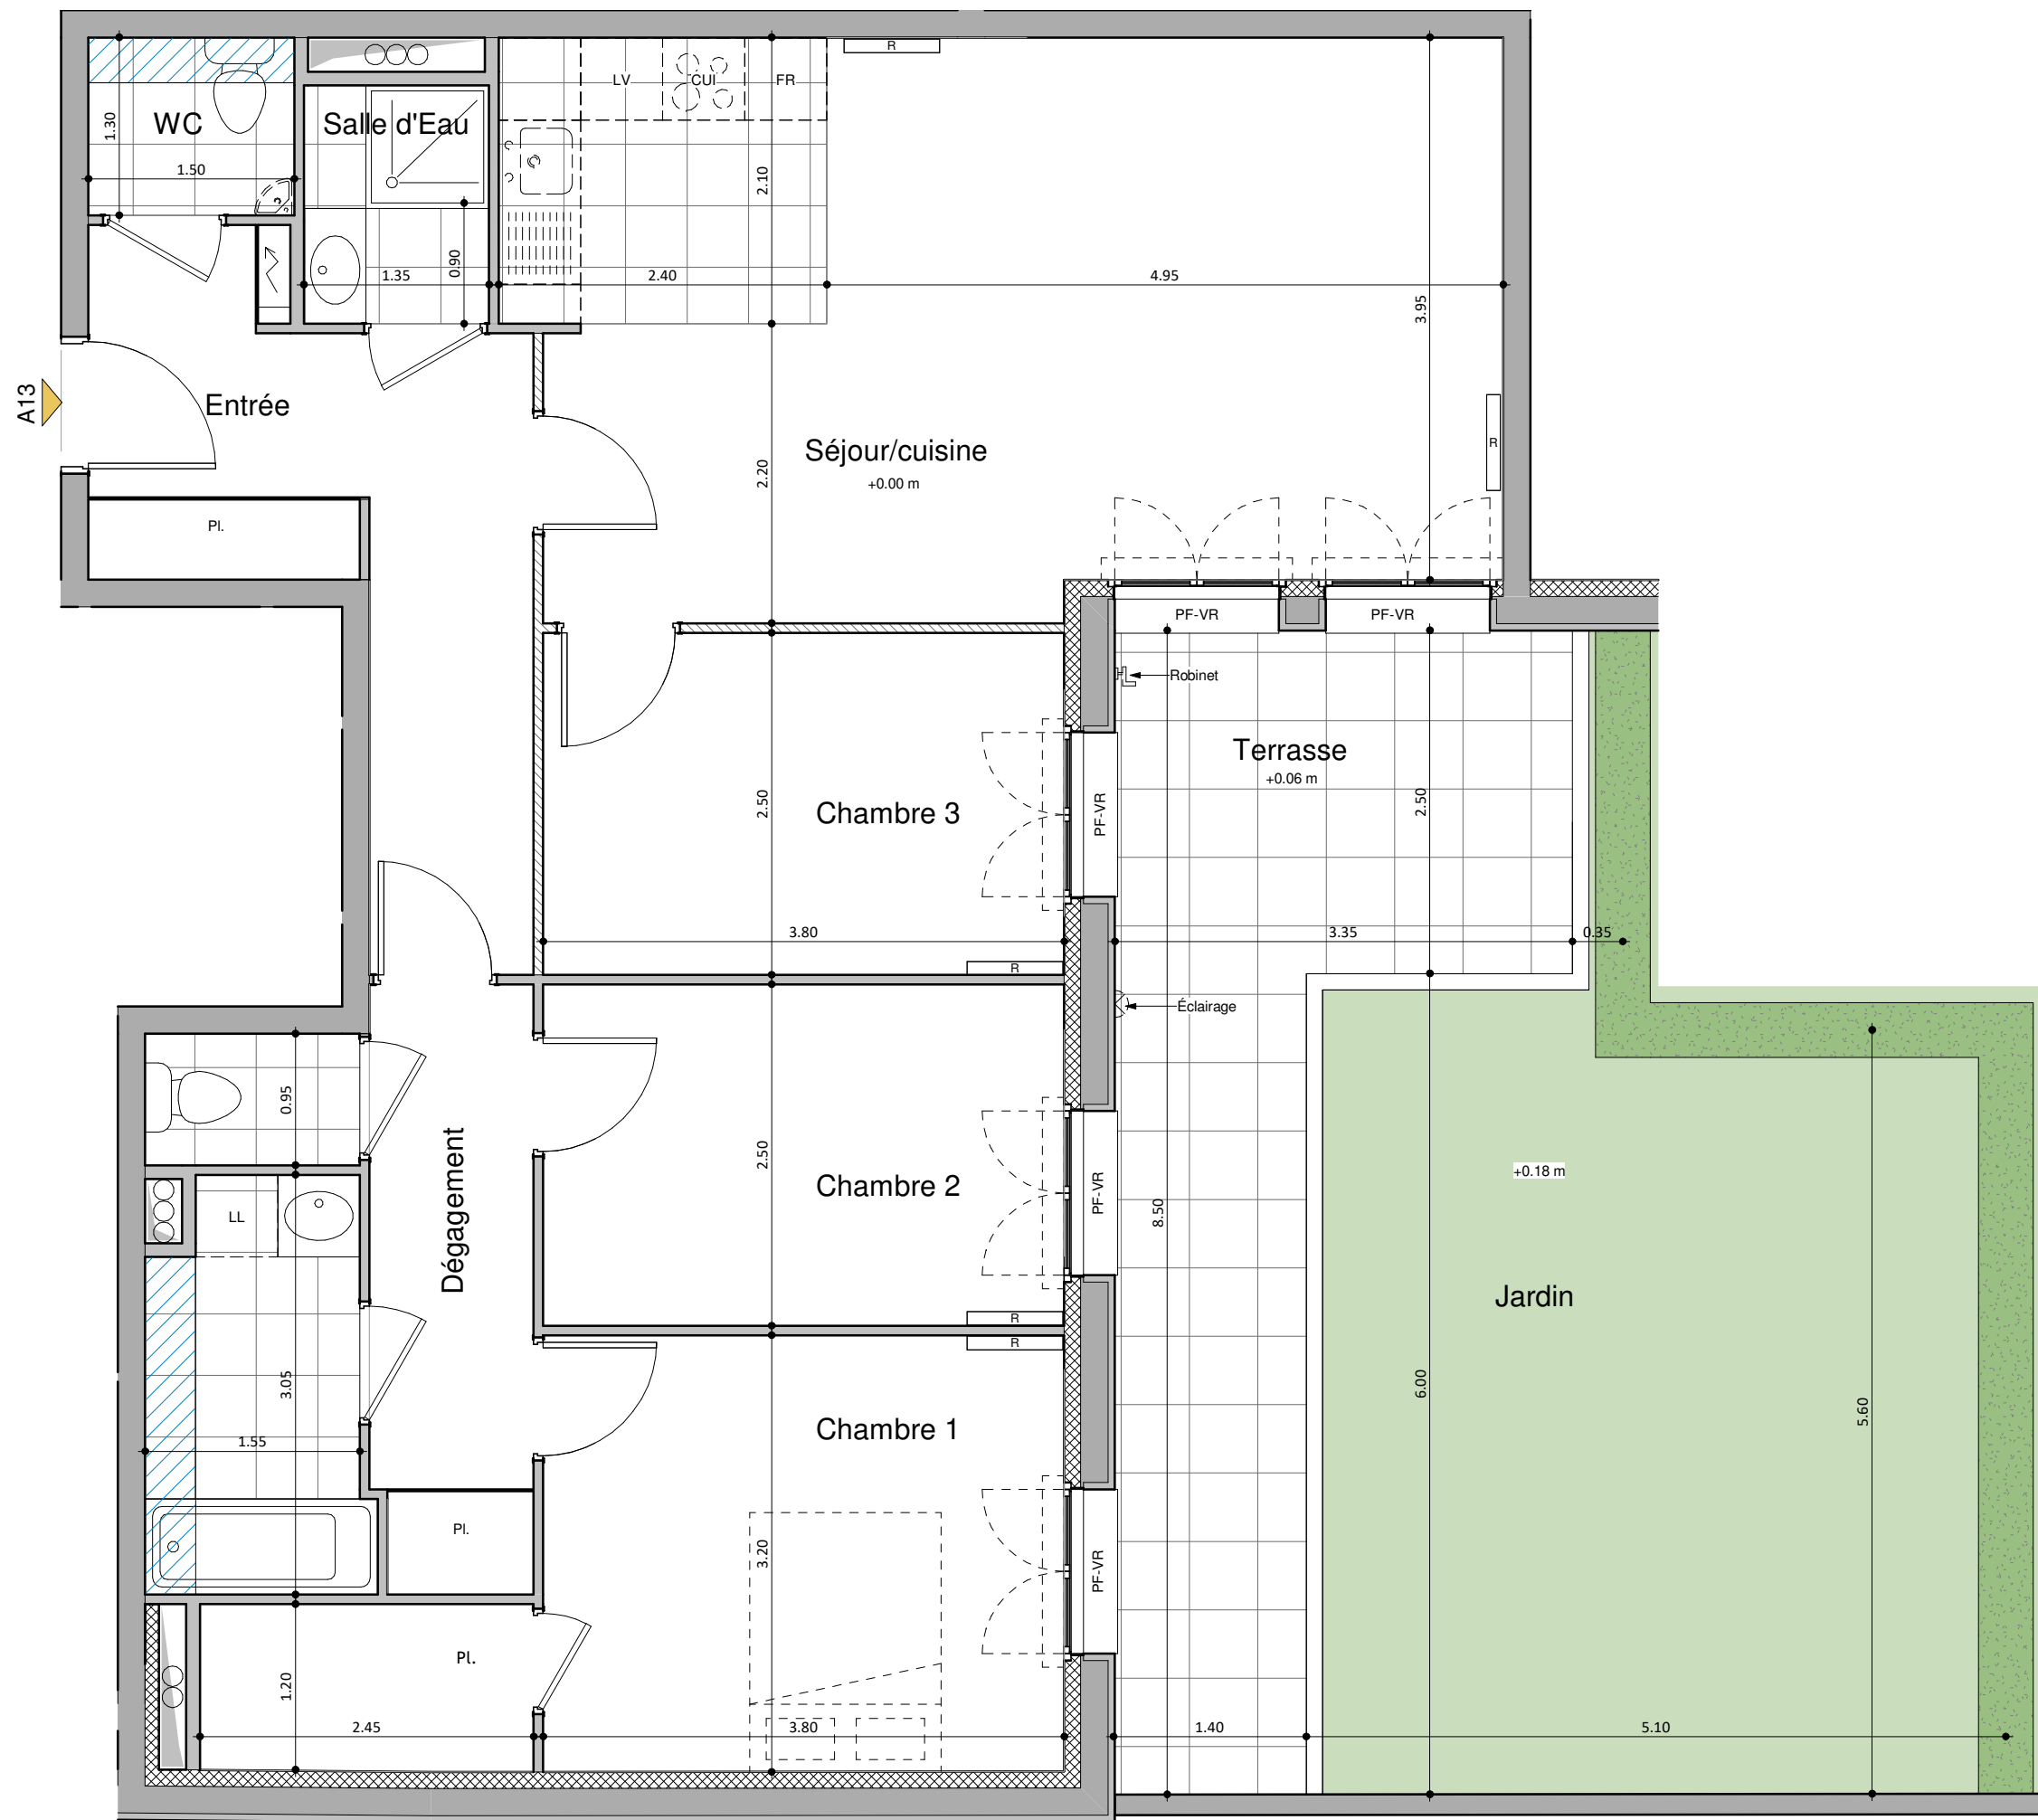 R
LV
CUI
FR
WC
Salle d'Eau
1.30
1.50
2.10
1.35
0.90
2.40
4.95
3.95
A13
Entrée
Séjour/cuisine
+0.00 m
2.20
R
Pl.
PF-VR
PF-VR
Robinet
Terrasse
+0.06 m
Chambre 3
2.50
PF-VR
2.50
3.80
3.35
0.35
R
Éclairage
0.95
Dégagement
2.50
Chambre 2
PF-VR
8.50
+0.18 m
LL
Jardin
R
R
3.05
1.55
Chambre 1
6.00
5.60
Pl.
3.20
PF-VR
Pl.
1.20
2.45
3.80
1.40
5.10